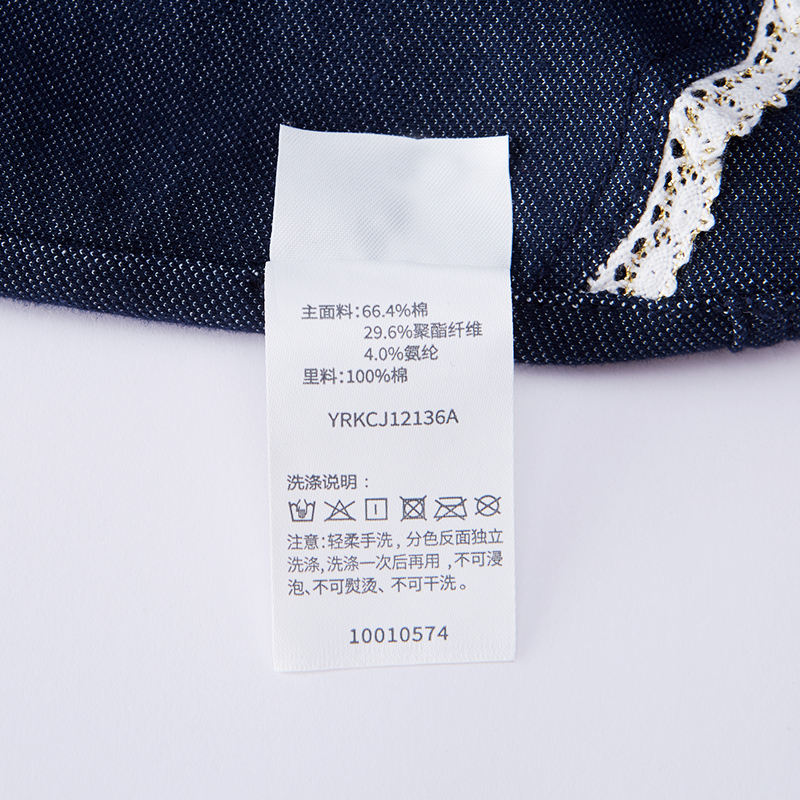 主面料:66.4%棉
29.6%聚酯纤维
4.0%氨纶
里料:100%棉
YRKCJ12136A
洗涤说明：
注意:轻柔手洗，分色反面独立
洗涤,洗涤一次后再用，不可浸
泡、不可熨烫、不可干洗。
10010574